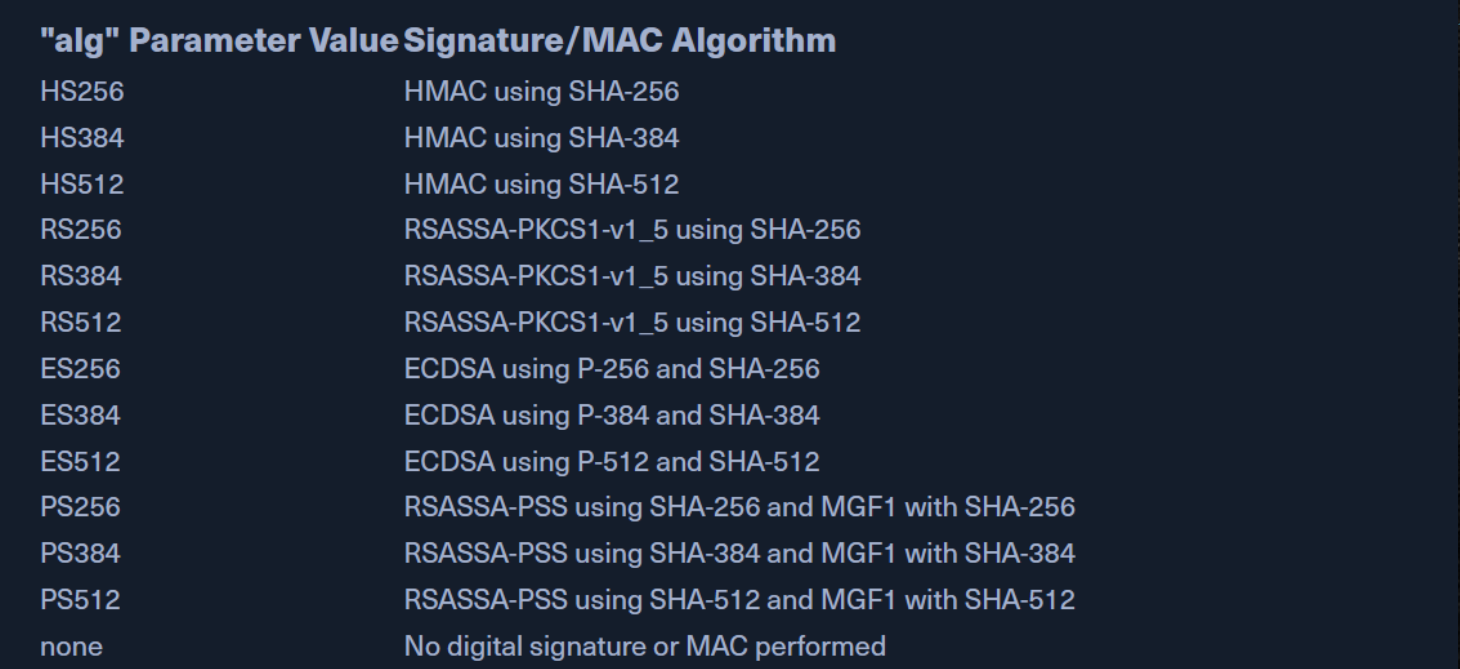 "alg" Parameter Value Signature/MAC Algorithm
HS256 HMAC using SHA-256
HS384 HMAC using SHA-384
HS512 HMAC using SHA-512
RS256 RSASSA-PKCS1-v1_5 using SHA-256
RS384 RSASSA-PKCS1-v1_5 using SHA-384
RS512 RSASSA-PKCS1-v1_5 using SHA-512
ES256 ECDSA using P-256 and SHA-256
ES384 ECDSA using P-384 and SHA-384
ES512 ECDSA using P-512 and SHA-512
PS256 RSASSA-PSS using SHA-256 and MGF1 with SHA-256
PS384 RSASSA-PSS using SHA-384 and MGF1 with SHA-384
PS512 RSASSA-PSS using SHA-512 and MGF1 with SHA-512
none No digital signature or MAC performed